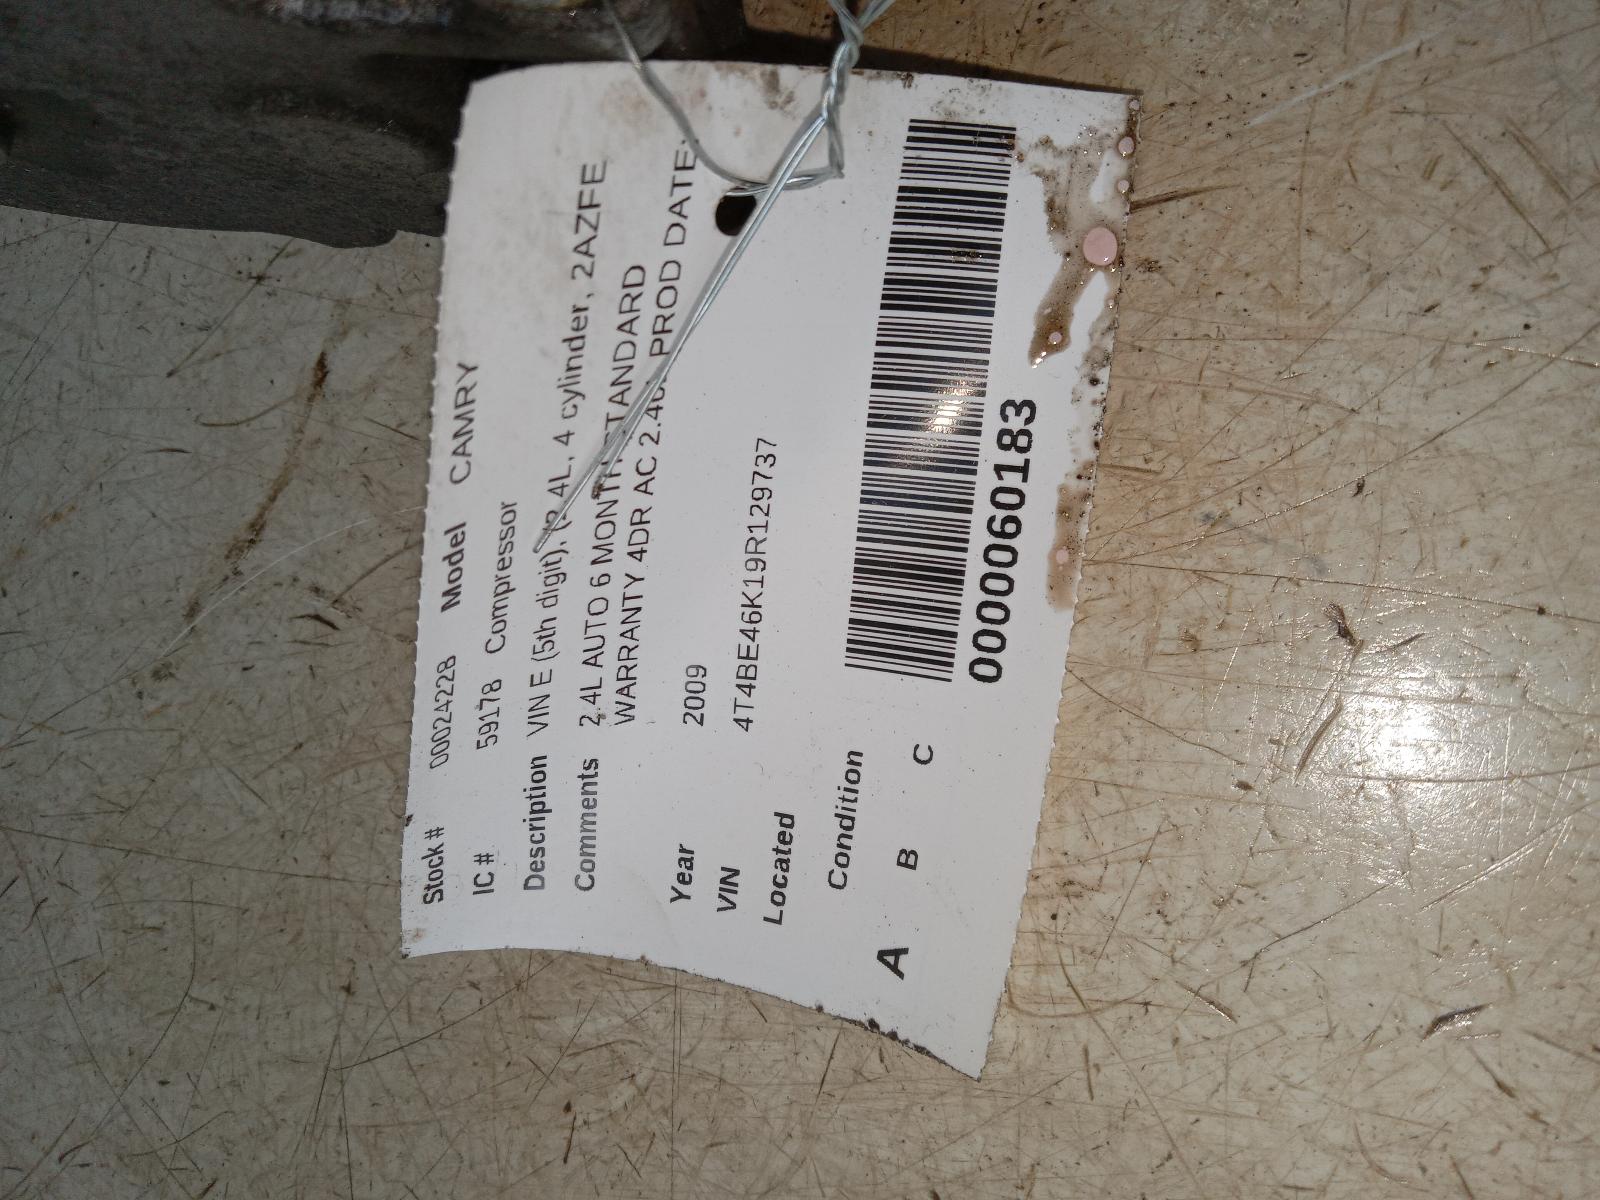 Stock # 00024228 Model CAMRY
IC # 59178 Compressor
Description VIN E (5th digit), (2.4L, 4 cylinder, 2AZFE
Comments 2.4L AUTO 6 MONTH STANDARD
WARRANTY 4DR AC 2.40. PROD DATE:
Year 2009
VIN 4T4BE46K19R129737
Located
Condition
A B C
0000060183